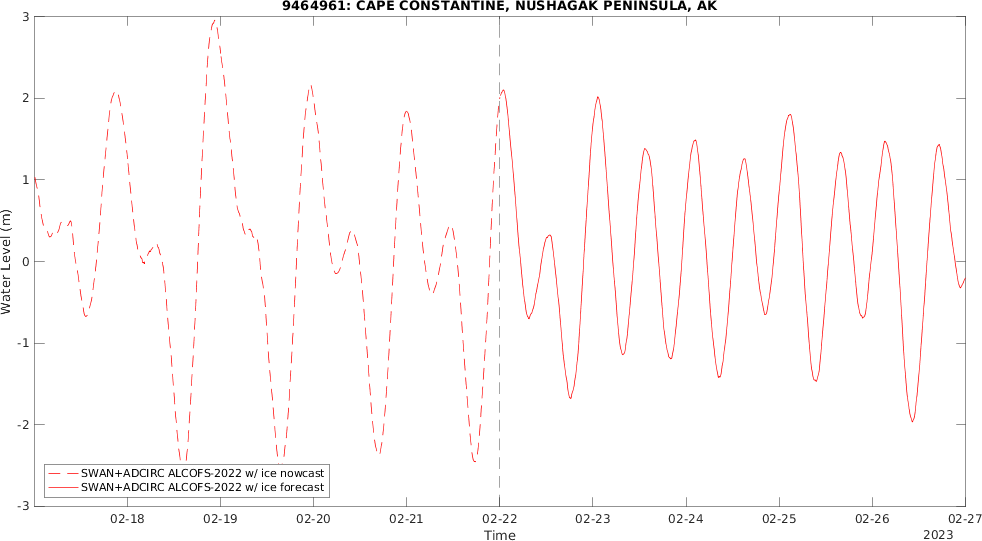 9464961: CAPE CONSTANTINE, NUSHAGAK PENINSULA, AK
3
2
1
0
-1
-2
-3
Water Level (m)
SWAN+ADCIRC ALCOFS-2022 w/ ice nowcast
SWAN+ADCIRC ALCOFS-2022 w/ ice forecast
02-18 02-19 02-20 02-21 02-22 02-23 02-24 02-25 02-26 02-27
Time
2023